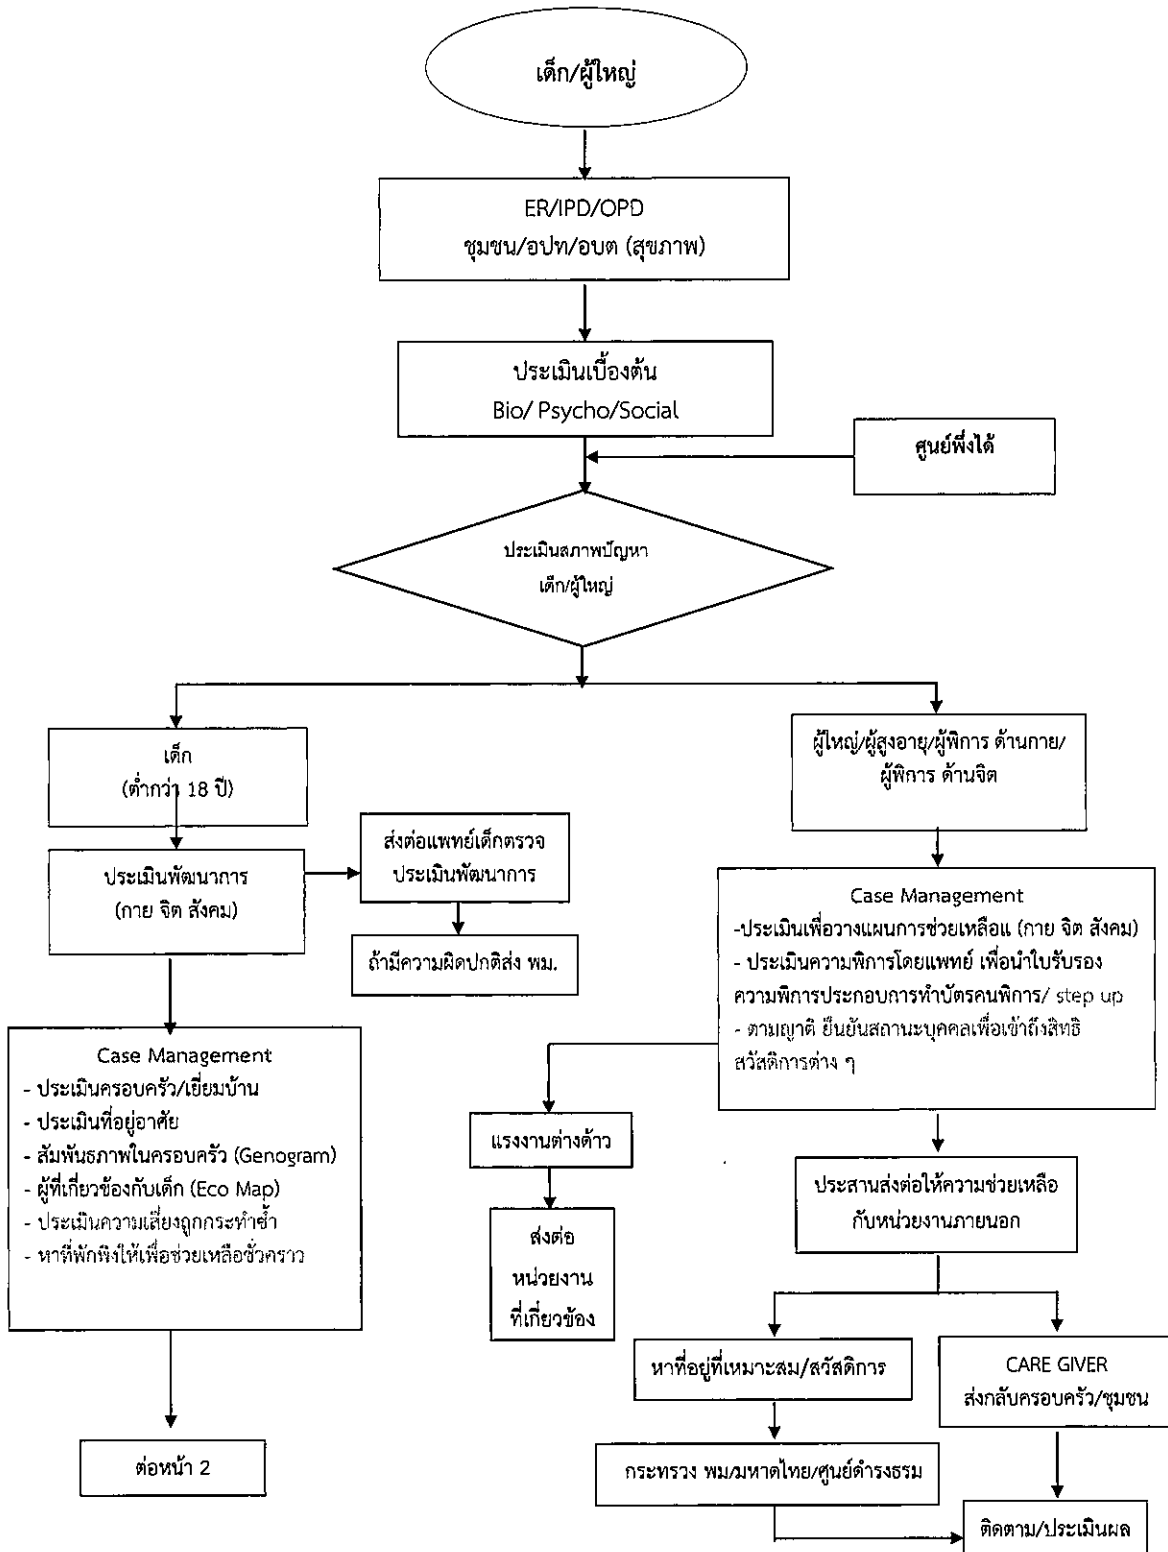 เด็ก/ผู้ใหญ่
ER/IPD/OPD
ชุมชน/อปท/อบต (สุขภาพ)
ประเมินเบื้องต้น
Bio/ Psycho/Social
ศูนย์พึ่งได้
ประเมินสภาพปัญหา
เด็ก/ผู้ใหญ่
เด็ก
(ต่ำกว่า 18 ปี)
ผู้ใหญ่/ผู้สูงอายุ/ผู้พิการ ด้านกาย/
ผู้พิการ ด้านจิต
ประเมินพัฒนาการ
(กาย จิต สังคม)
ส่งต่อแพทย์เด็กตรวจ
ประเมินพัฒนาการ
ถ้ามีความผิดปกติส่ง พม.
Case Management
- ประเมินครอบครัว/เยี่ยมบ้าน
- ประเมินที่อยู่อาศัย
- สัมพันธภาพในครอบครัว (Genogram)
- ผู้ที่เกี่ยวข้องกับเด็ก (Eco Map)
- ประเมินความเสี่ยงถูกกระทำซ้ำ
- หาที่พักพิงให้เพื่อช่วยเหลือชั่วคราว
ต่อหน้า 2
Case Management
-ประเมินเพื่อวางแผนการช่วยเหลือแ (กาย จิต สังคม)
- ประเมินความพิการโดยแพทย์ เพื่อนำใบรับรอง
ความพิการประกอบการทำบัตรคนพิการ/ step up
- ตามญาติ ยืนยันสถานะบุคคลเพื่อเข้าถึงสิทธิ
สวัสดิการต่าง ๆ
แรงงานต่างด้าว
ส่งต่อ
หน่วยงาน
ที่เกี่ยวข้อง
ประสานส่งต่อให้ความช่วยเหลือ
กับหน่วยงานภายนอก
หาที่อยู่ที่เหมาะสม/สวัสดิการ
CARE GIVER
ส่งกลับครอบครัว/ชุมชน
กระทรวง พม/มหาดไทย/ศูนย์ดำรงธรรม
ติดตาม/ประเมินผล